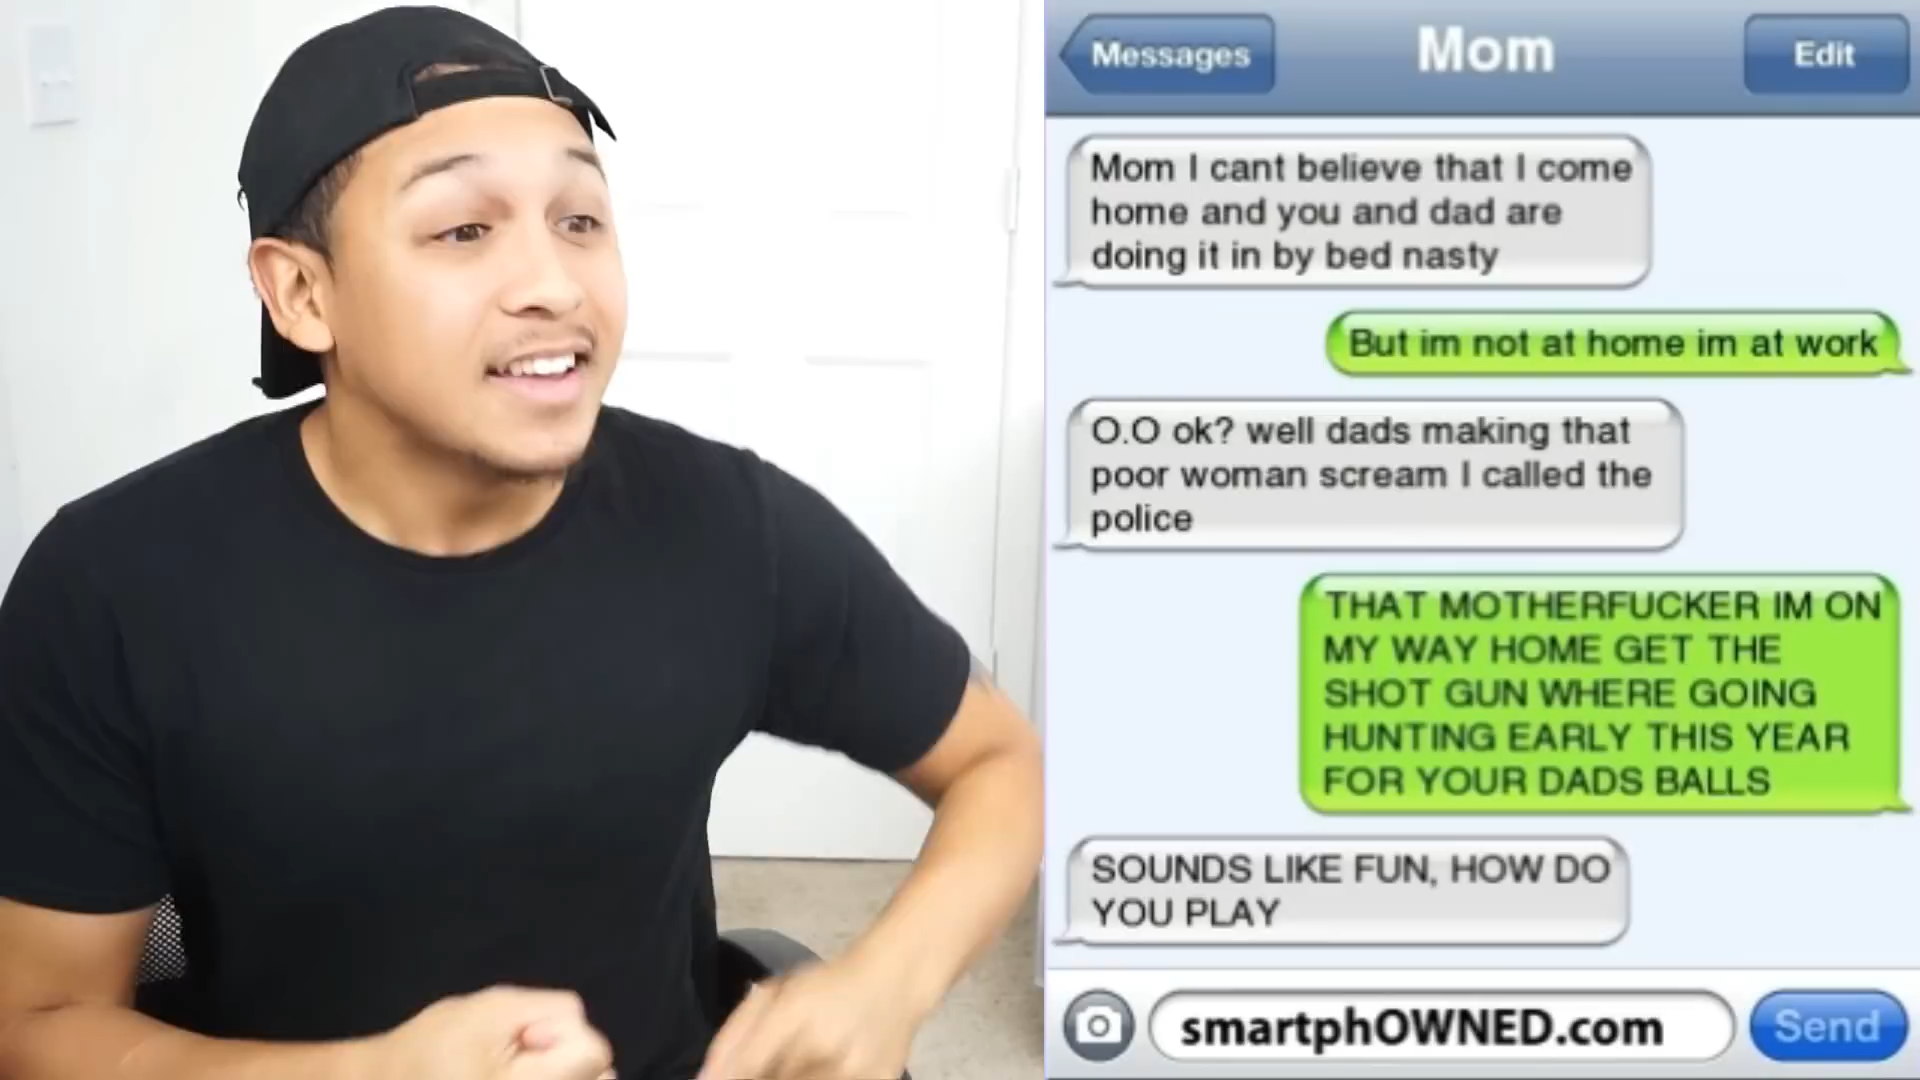 Messages
Mom
Edit
Mom I cant believe that I come
home and you and dad are
doing it in by bed nasty
But im not at home im at work
O.O ok? well dads making that
poor woman scream I called the
police
THAT MOTHERFUCKER IM ON
MY WAY HOME GET THE
SHOT GUN WHERE GOING
HUNTING EARLY THIS YEAR
FOR YOUR DADS BALLS
SOUNDS LIKE FUN, HOW DO
YOU PLAY
smartphOWNED.com
Send